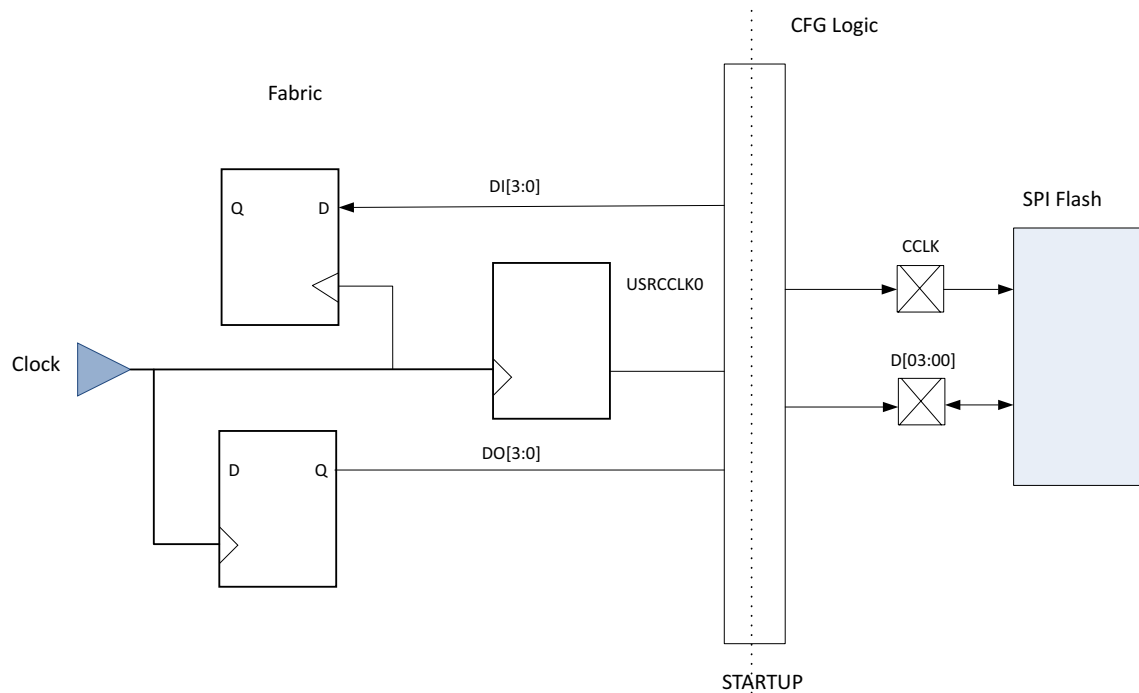 CFG Logic
Fabric
DI[3:0]
Q D
SPI Flash
CCLK
USRCCLK0
Clock
D[03:00]
DO[3:0]
D Q
STARTUP